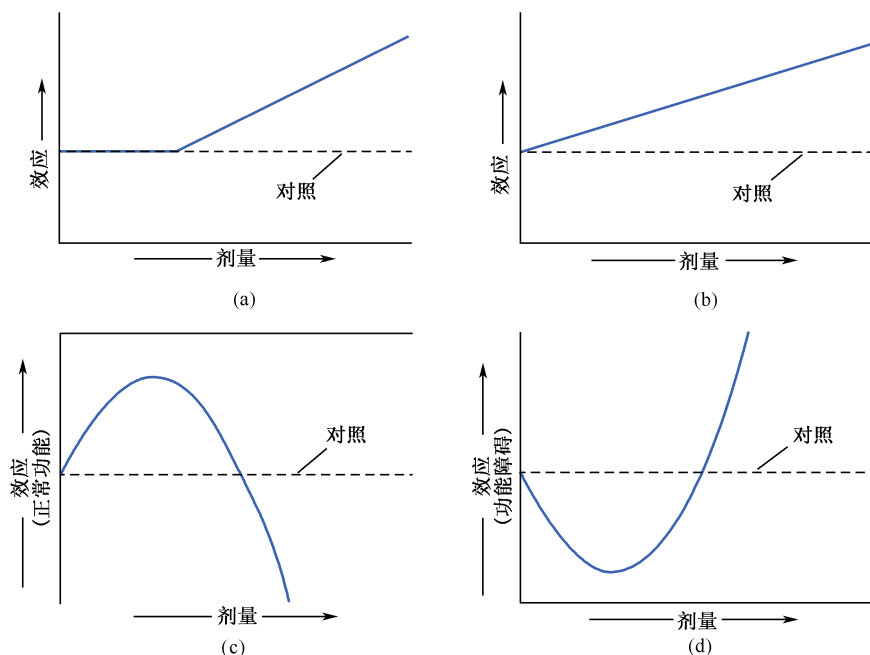 效应
对照
剂量
(a)
效应
对照
剂量
(b)
效应
(正常功能)
对照
剂量
(c)
效应
(功能障碍)
对照
剂量
(d)